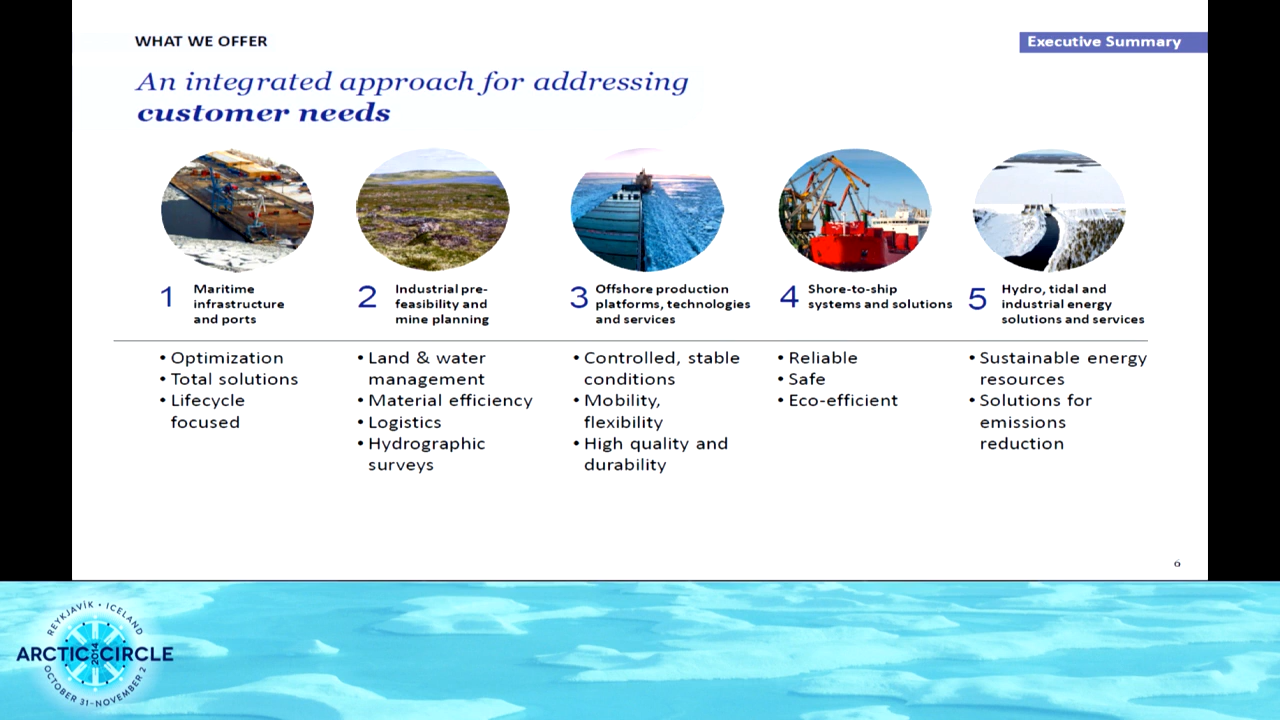 WHAT WE OFFER
Executive Summary
An integrated approach for addressing
customer needs
1 Maritime
infrastructure
and ports
2 Industrial pre-
feasibility and
mine planning
3 Offshore production
platforms, technologies
and services
4 Shore-to-ship
systems and solutions
5 Hydro, tidal and
industrial energy
solutions and services
• Optimization
• Total solutions
• Lifecycle
focused
• Land & water
management
• Material efficiency
• Logistics
• Hydrographic
surveys
• Controlled, stable
conditions
• Mobility,
flexibility
• High quality and
durability
• Reliable
• Safe
• Eco-efficient
• Sustainable energy
resources
• Solutions for
emissions
reduction
6
REYKJAVÍK • ICELAND
ARCTIC 2014 CIRCLE
OCTOBER 31–NOVEMBER 2